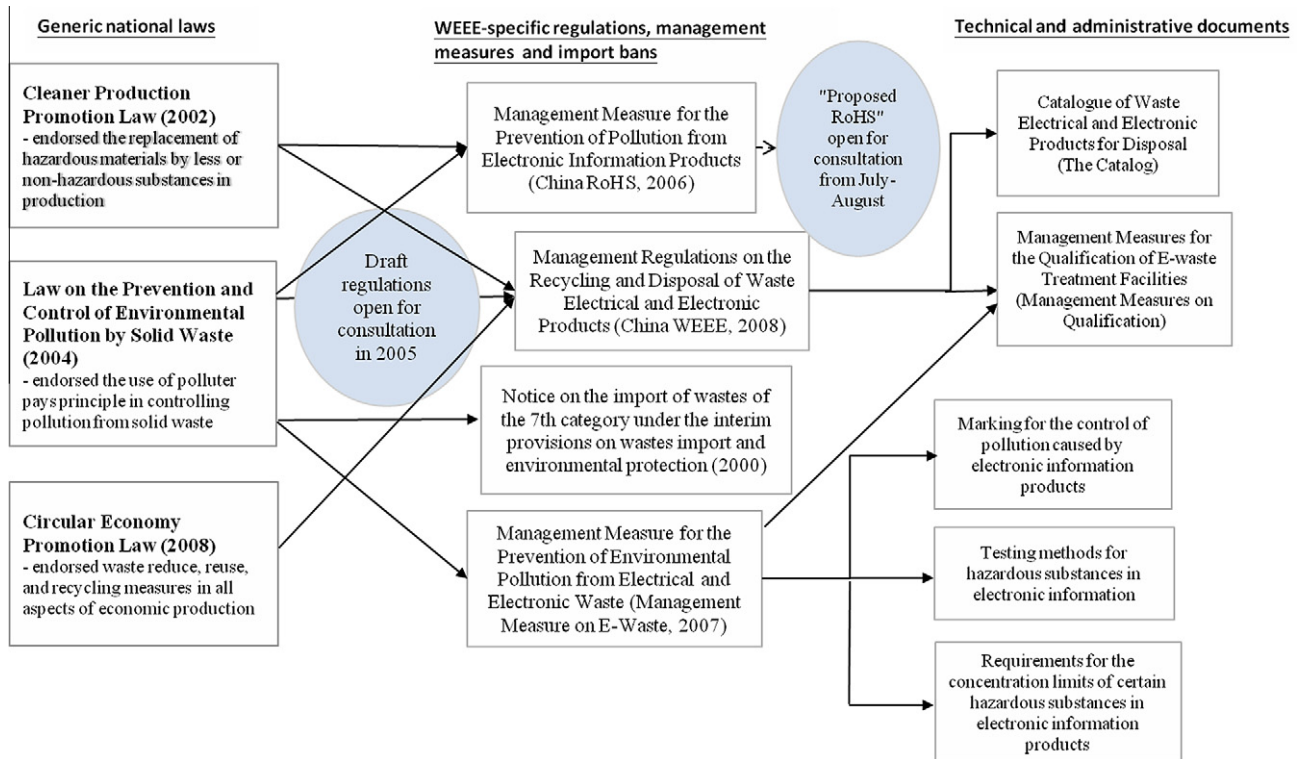 Generic national laws
Cleaner Production
Promotion Law (2002)
- endorsed the replacement of
hazardous materials by less or
non-hazardous substances in
production
Law on the Prevention and
Control of Environmental
Pollution by Solid Waste
(2004)
- endorsed the use of polluter
pays principle in controlling
pollution from solid waste
Circular Economy
Promotion Law (2008)
- endorsed waste reduce, reuse,
and recycling measures in all
aspects of economic production
Draft
regulations
open for
consultation
in 2005
WEEE-specific regulations, management
measures and import bans
Management Measure for the
Prevention of Pollution from
Electronic Information Products
(China RoHS, 2006)
"Proposed
RoHS"
open for
consultation
from July-
August
Management Regulations on the
Recycling and Disposal of Waste
Electrical and Electronic
Products (China WEEE, 2008)
Notice on the import of wastes of
the 7th category under the interim
provisions on wastes import and
environmental protection (2000)
Management Measure for the
Prevention of Environmental
Pollution from Electrical and
Electronic Waste (Management
Measure on E-Waste, 2007)
Technical and administrative documents
Catalogue of Waste
Electrical and Electronic
Products for Disposal
(The Catalog)
Management Measures for
the Qualification of E-waste
Treatment Facilities
(Management Measures on
Qualification)
Marking for the control of
pollution caused by
electronic information
products
Testing methods for
hazardous substances in
electronic information
Requirements for the
concentration limits of certain
hazardous substances in
electronic information
products